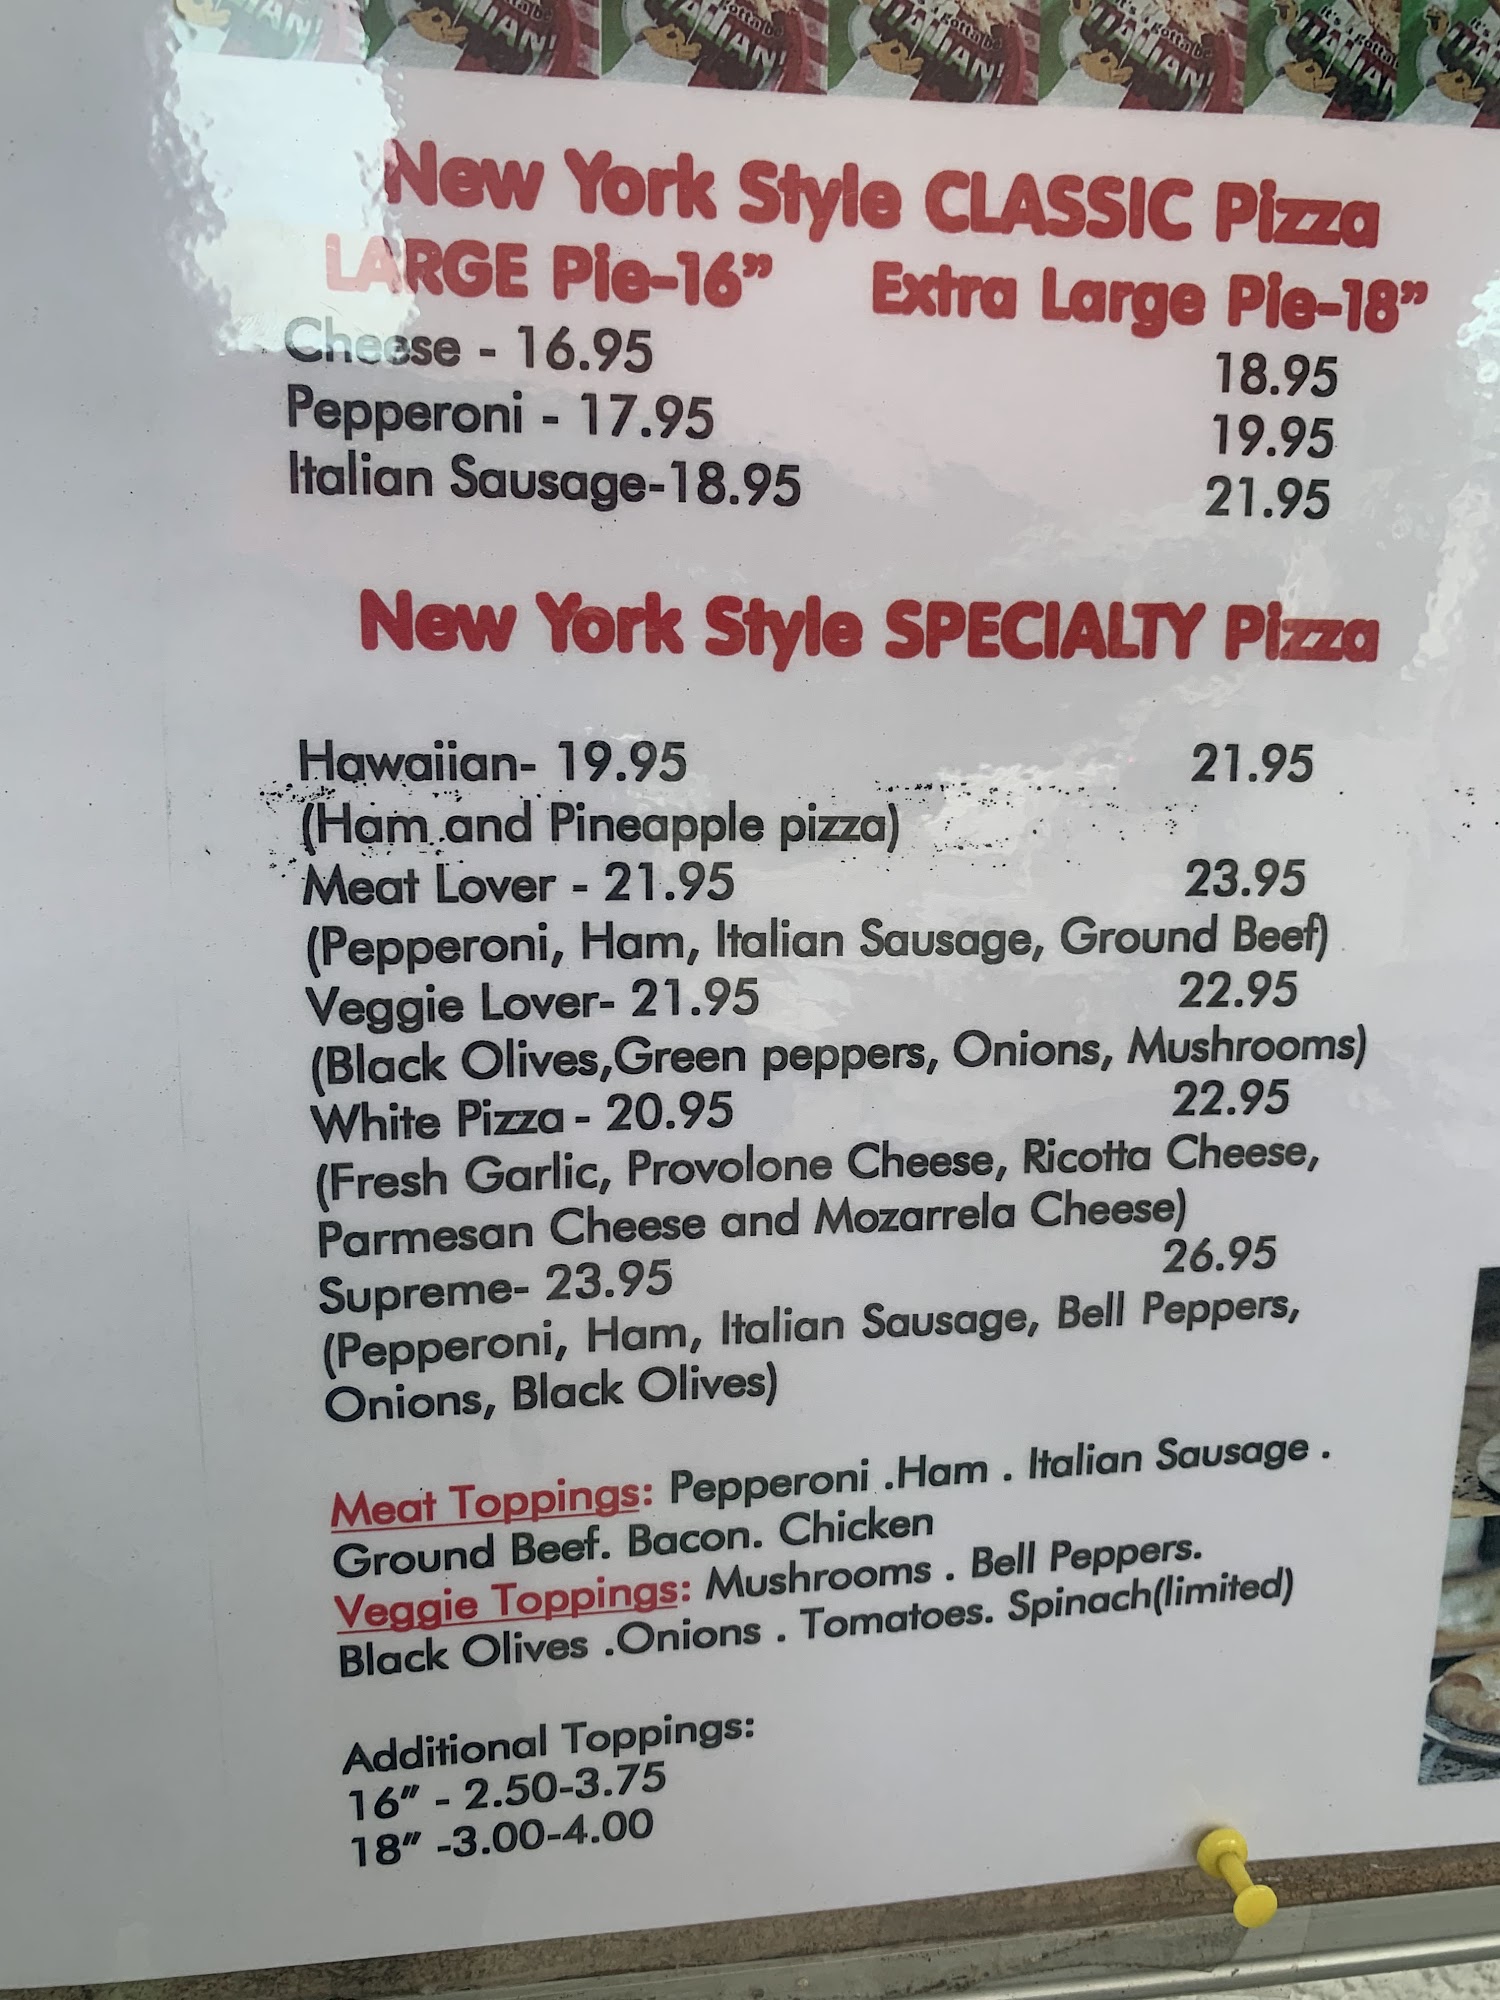 it's gotta be ITALIAN!
New York Style CLASSIC Pizza
LARGE Pie-16” Extra Large Pie-18”
Cheese - 16.95 18.95
Pepperoni - 17.95 19.95
Italian Sausage-18.95 21.95
New York Style SPECIALTY Pizza
Hawaiian- 19.95 21.95
(Ham and Pineapple pizza)
Meat Lover - 21.95 23.95
(Pepperoni, Ham, Italian Sausage, Ground Beef)
Veggie Lover- 21.95 22.95
(Black Olives,Green peppers, Onions, Mushrooms)
White Pizza - 20.95 22.95
(Fresh Garlic, Provolone Cheese, Ricotta Cheese,
Parmesan Cheese and Mozarrela Cheese)
Supreme- 23.95 26.95
(Pepperoni, Ham, Italian Sausage, Bell Peppers,
Onions, Black Olives)
Meat Toppings: Pepperoni .Ham . Italian Sausage .
Ground Beef. Bacon. Chicken
Veggie Toppings: Mushrooms . Bell Peppers.
Black Olives .Onions . Tomatoes. Spinach(limited)
Additional Toppings:
16” - 2.50-3.75
18” -3.00-4.00